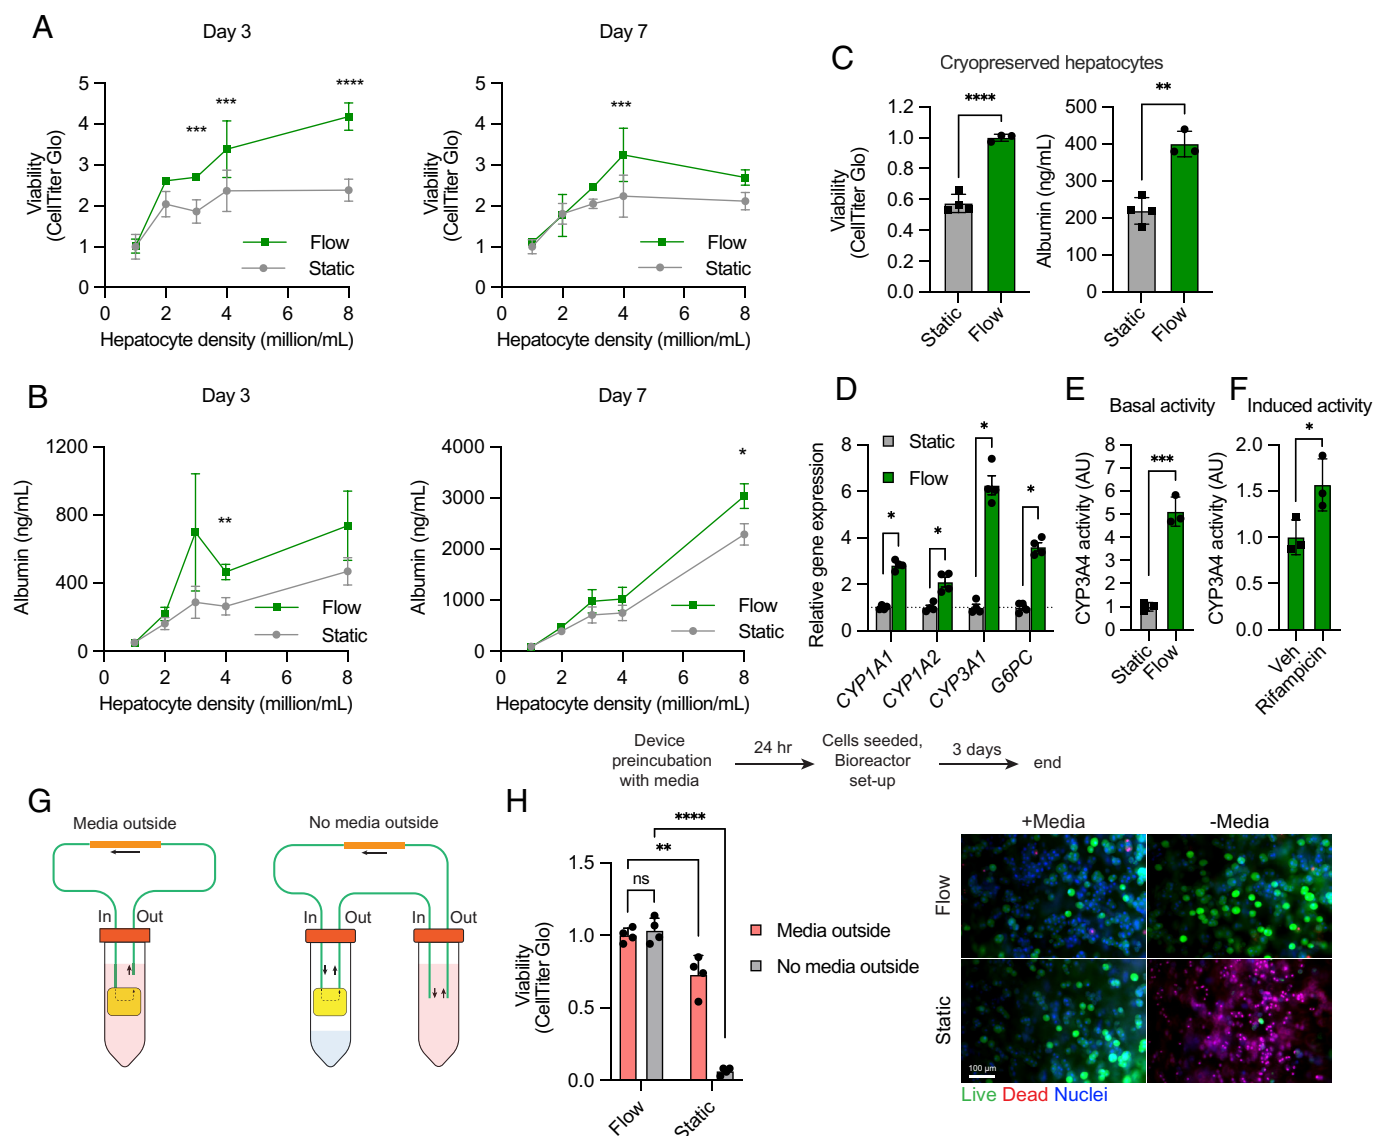 A
Day 3
Day 7
5
4
3
2
1
0
Viability
(CellTiter Glo)
***
***
****
Flow
Static
0 2 4 6 8
Hepatocyte density (million/mL)
5
4
3
2
1
0
Viability
(CellTiter Glo)
***
Flow
Static
0 2 4 6 8
Hepatocyte density (million/mL)
C
Cryopreserved hepatocytes
1.2
1.0
0.8
0.6
0.4
0.2
0.0
Viability
(CellTiter Glo)
****
Static
Flow
500
400
300
200
100
0
Albumin (ng/mL)
**
Static
Flow
B
Day 3
Day 7
1200
800
400
0
Albumin (ng/mL)
**
Flow
Static
0 2 4 6 8
Hepatocyte density (million/mL)
4000
3000
2000
1000
0
Albumin (ng/mL)
*
Flow
Static
0 2 4 6 8
Hepatocyte density (million/mL)
D
8
6
4
2
0
Relative gene expression
Static
Flow
*
*
*
*
CYP1A1
CYP1A2
CYP3A1
G6PC
E
Basal activity
8
7
6
5
4
3
2
1
0
CYP3A4 activity (AU)
***
Static
Flow
F
Induced activity
2.0
1.5
1.0
0.5
0.0
CYP3A4 activity (AU)
*
Veh
Rifampicin
Device
preincubation
with media
24 hr
Cells seeded,
Bioreactor
set-up
3 days
end
G
Media outside
No media outside
In Out
In Out
In Out
H
1.5
1.0
0.5
0.0
Viability
(CellTiter Glo)
****
**
ns
Media outside
No media outside
Flow
Static
+Media
-Media
Flow
Static
100 µm
Live Dead Nuclei